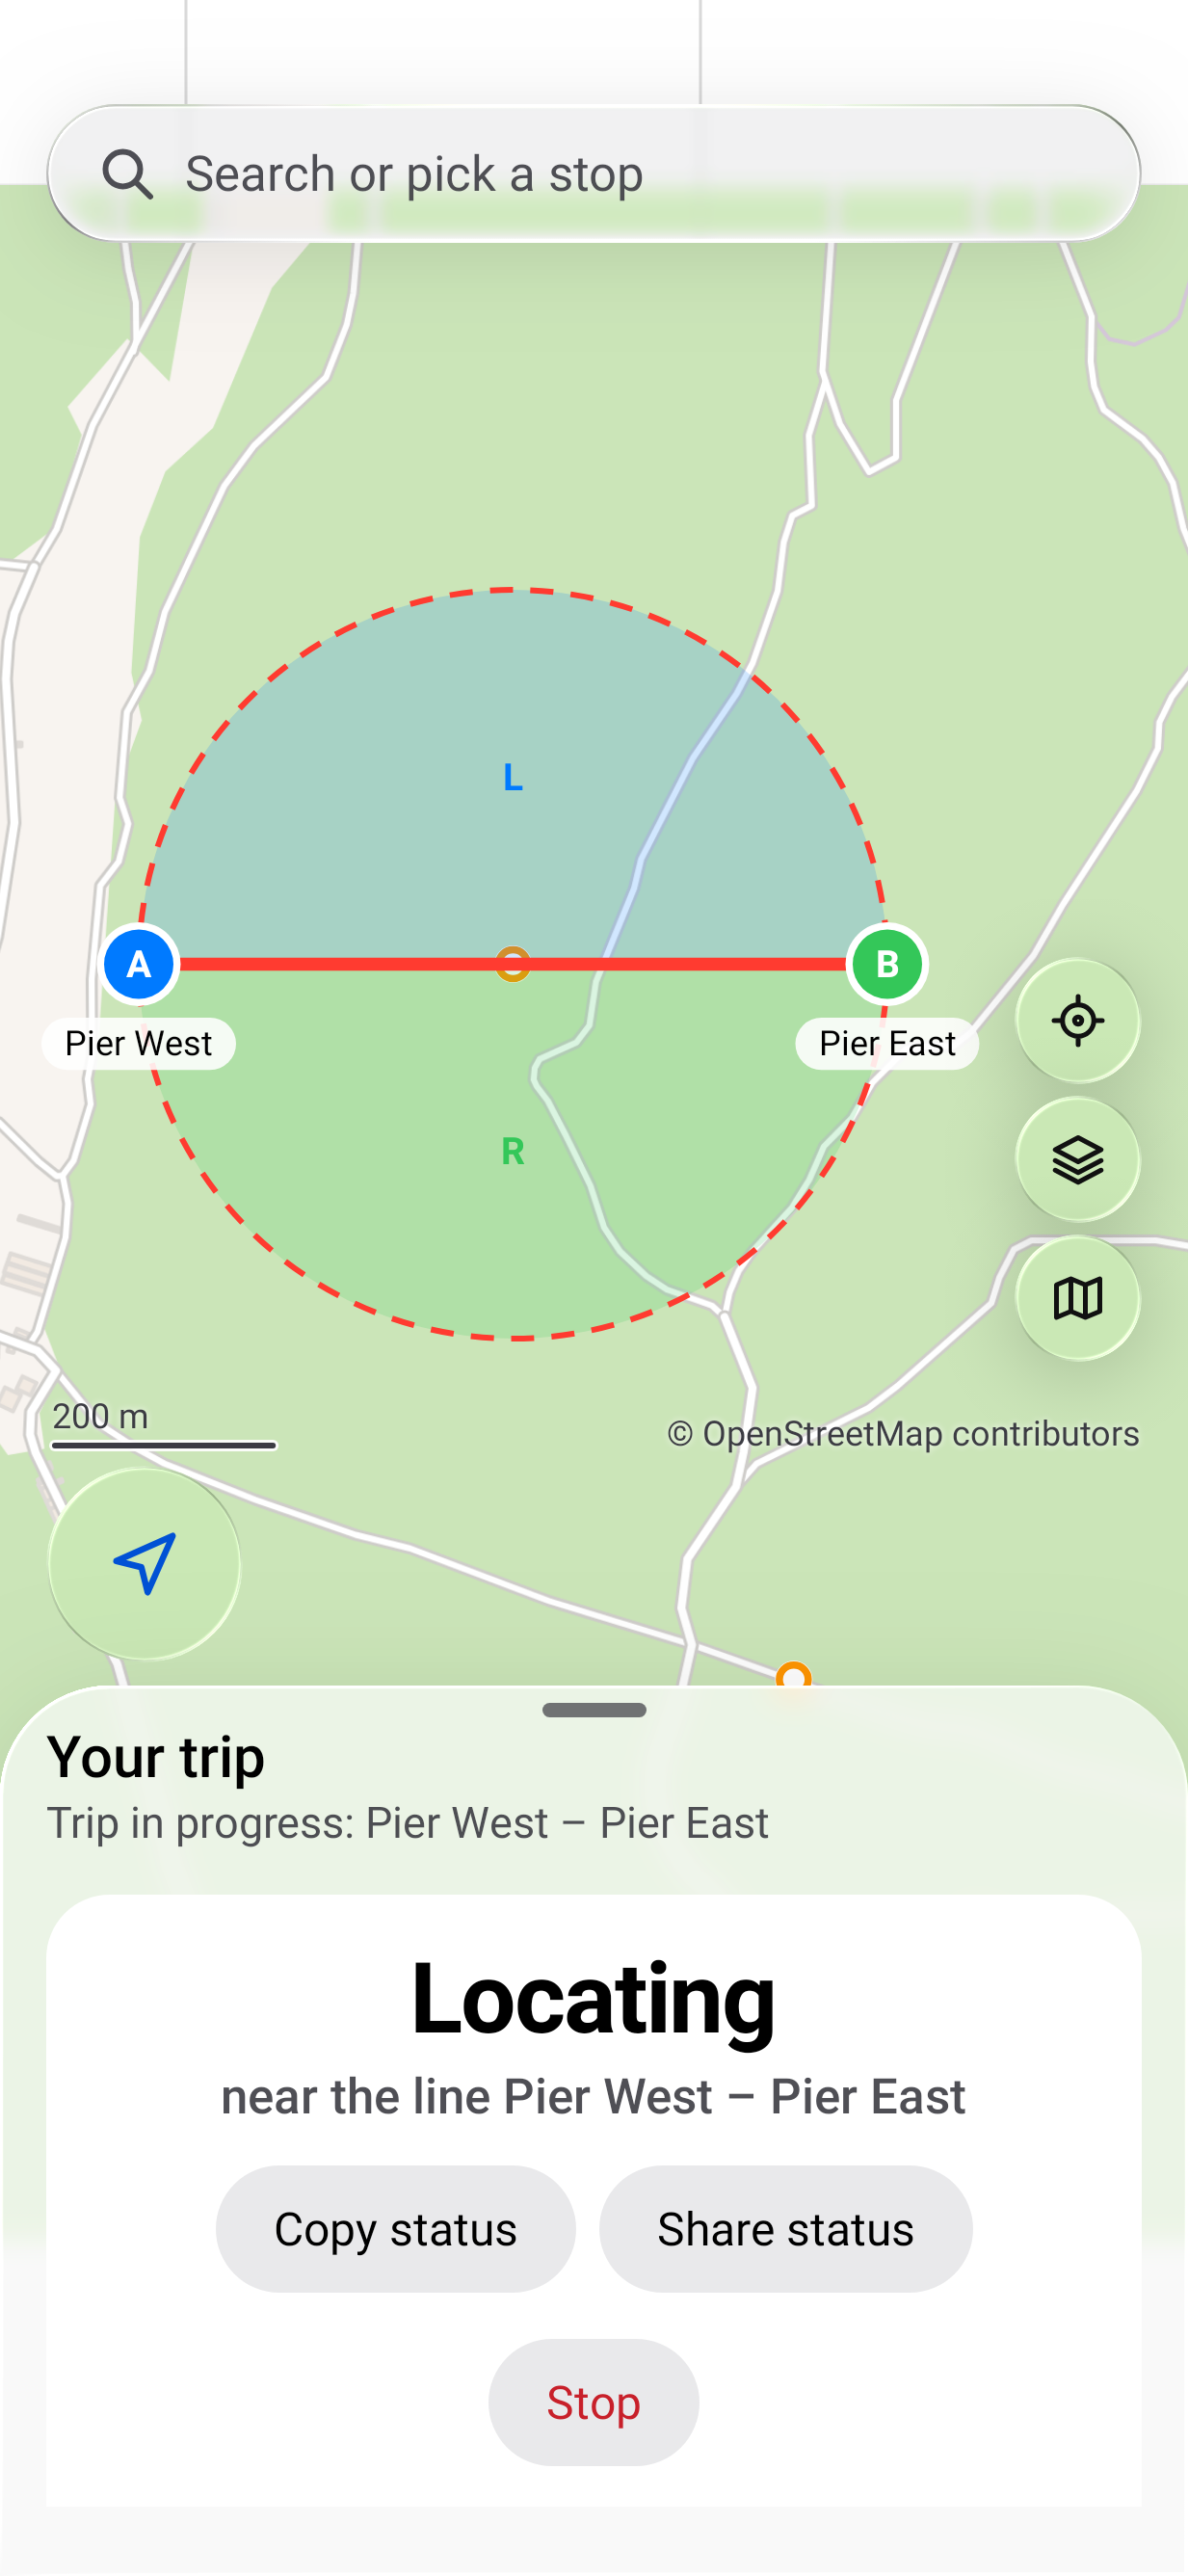 Search or pick a stop
L
A
B
Pier West
Pier East
R
200 m
© OpenStreetMap contributors
Your trip
Trip in progress: Pier West – Pier East
Locating
near the line Pier West – Pier East
Copy status
Share status
Stop